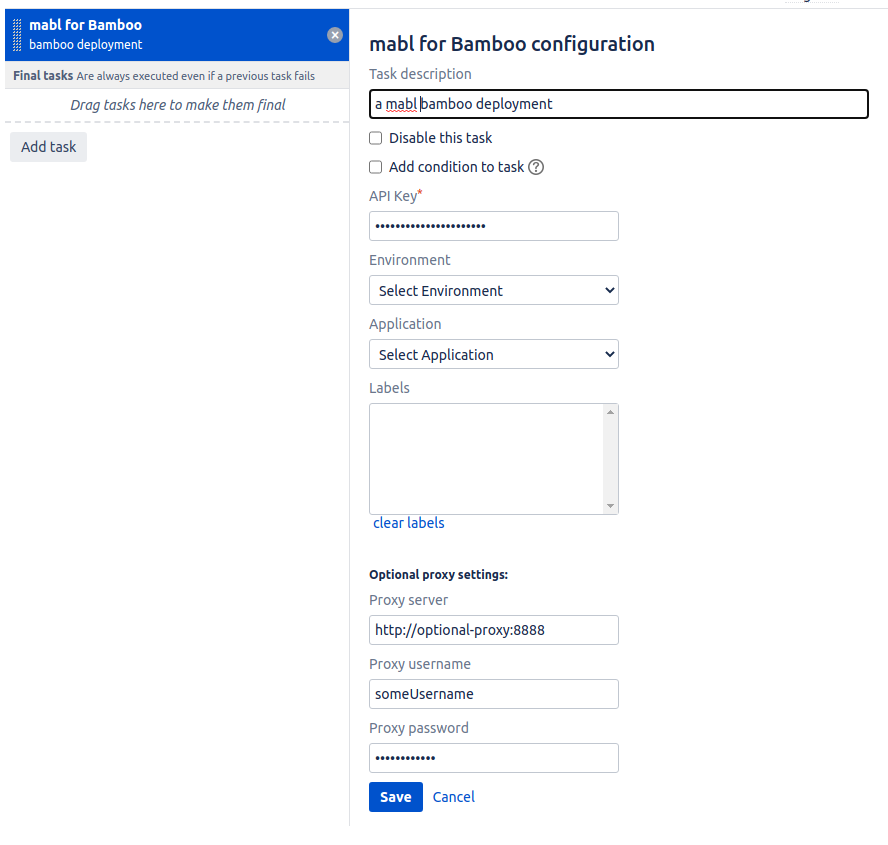 mabl for Bamboo
bamboo deployment
Final tasks Are always executed even if a previous task fails
Drag tasks here to make them final
Add task
mabl for Bamboo configuration
Task description
a mabl bamboo deployment
Disable this task
Add condition to task ?
API Key*
••••••••••••••••••••••
Environment
Select Environment
Application
Select Application
Labels
clear labels
Optional proxy settings:
Proxy server
http://optional-proxy:8888
Proxy username
someUsername
Proxy password
••••••••••••
Save Cancel